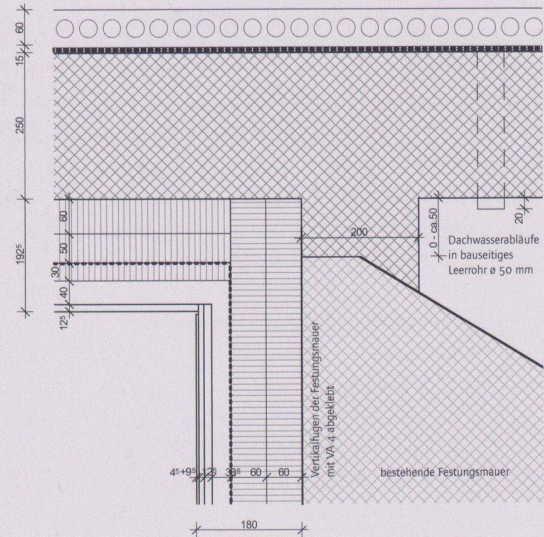 60
15
250
192⁵
60
50
30
40
12⁵
200
0 - ca.50
20
Dachwasserabläufe
in bauseitiges
Leerrohr ø 50 mm
Vertikalfugen der Festungsmauer
mit VA 4 abgeklebt
bestehende Festungsmauer
4⁵+9⁵
60
60
180